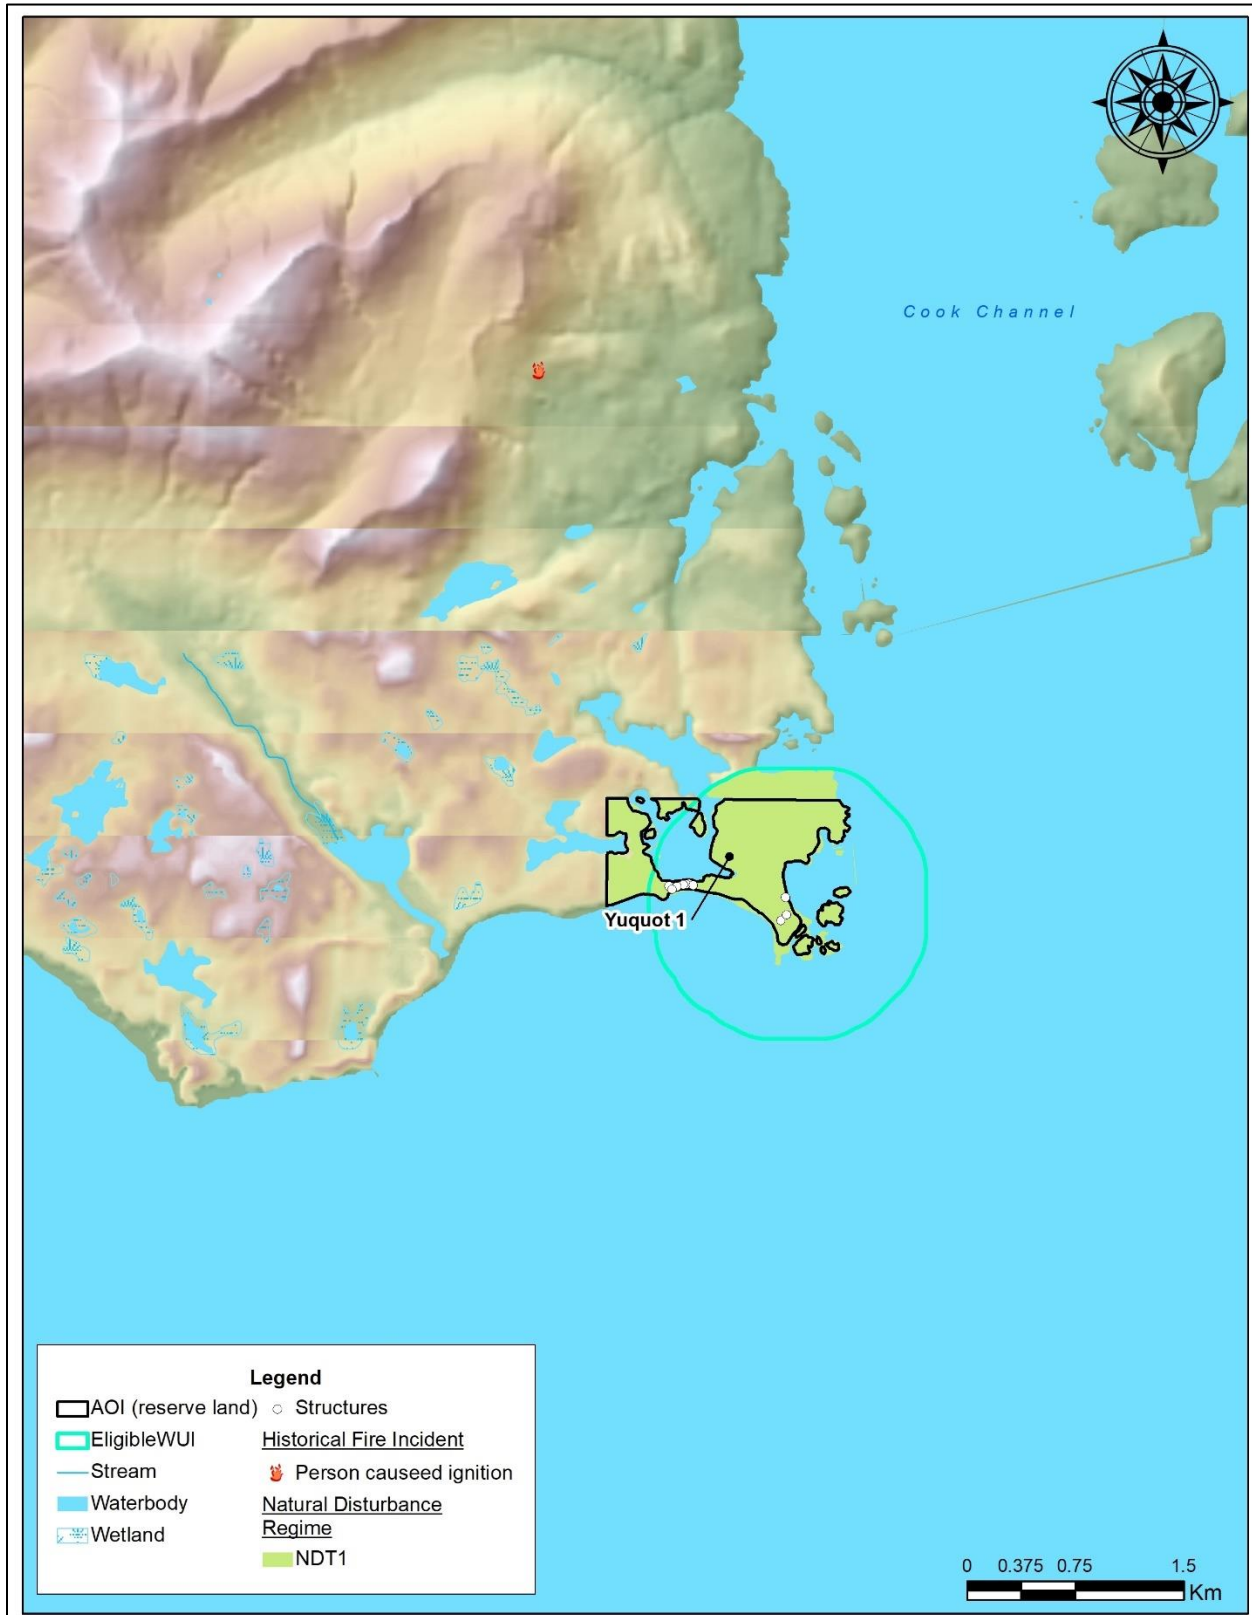 Cook Channel
Yuquot 1
Legend
AOI (reserve land)
Structures
EligibleWUI
Historical Fire Incident
Stream
Person causeed ignition
Waterbody
Natural Disturbance
Regime
Wetland
NDT1
0 0.375 0.75 1.5
Km